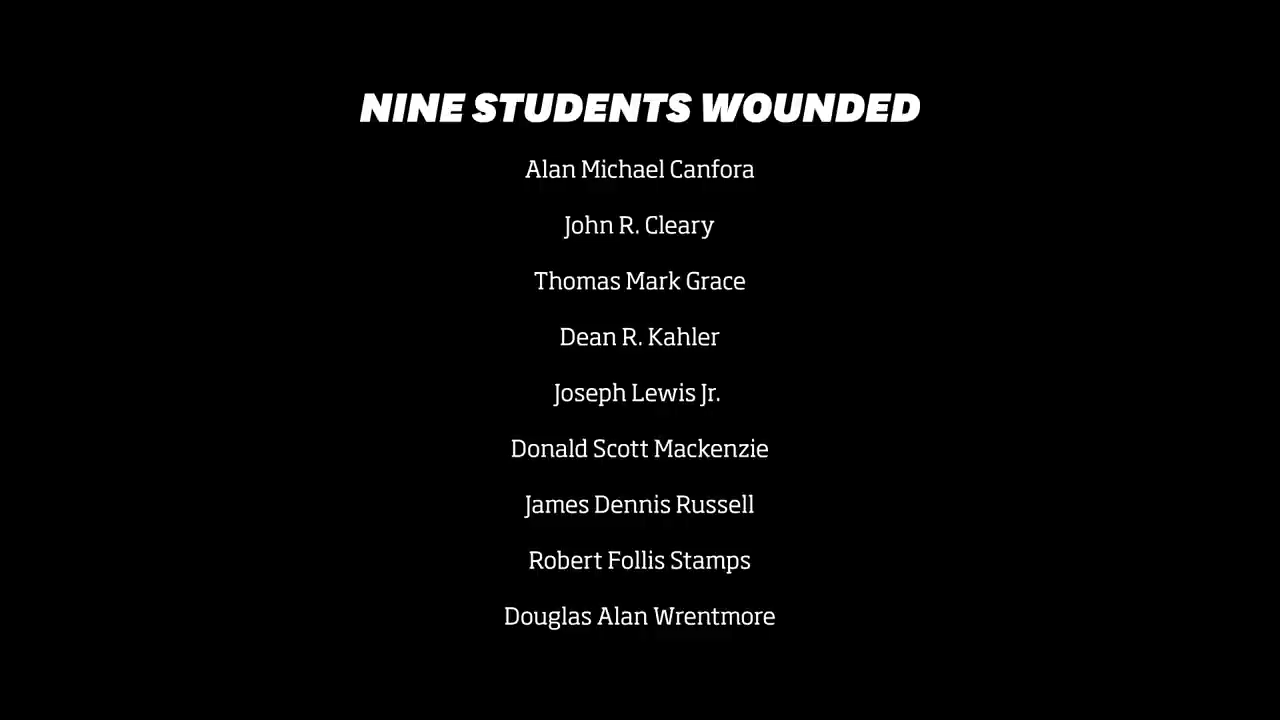 NINE STUDENTS WOUNDED
Alan Michael Canfora
John R. Cleary
Thomas Mark Grace
Dean R. Kahler
Joseph Lewis Jr.
Donald Scott Mackenzie
James Dennis Russell
Robert Follis Stamps
Douglas Alan Wrentmore